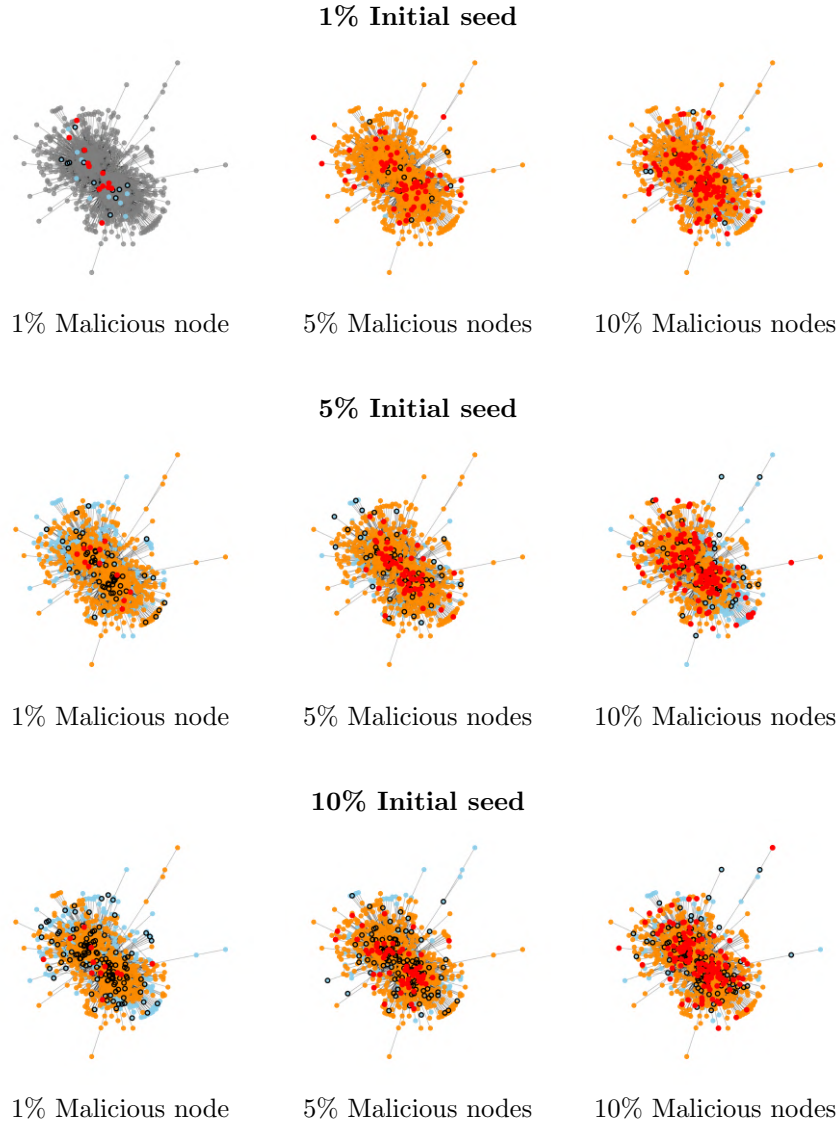 1% Initial seed
1% Malicious node 5% Malicious nodes 10% Malicious nodes
5% Initial seed
1% Malicious node 5% Malicious nodes 10% Malicious nodes
10% Initial seed
1% Malicious node 5% Malicious nodes 10% Malicious nodes